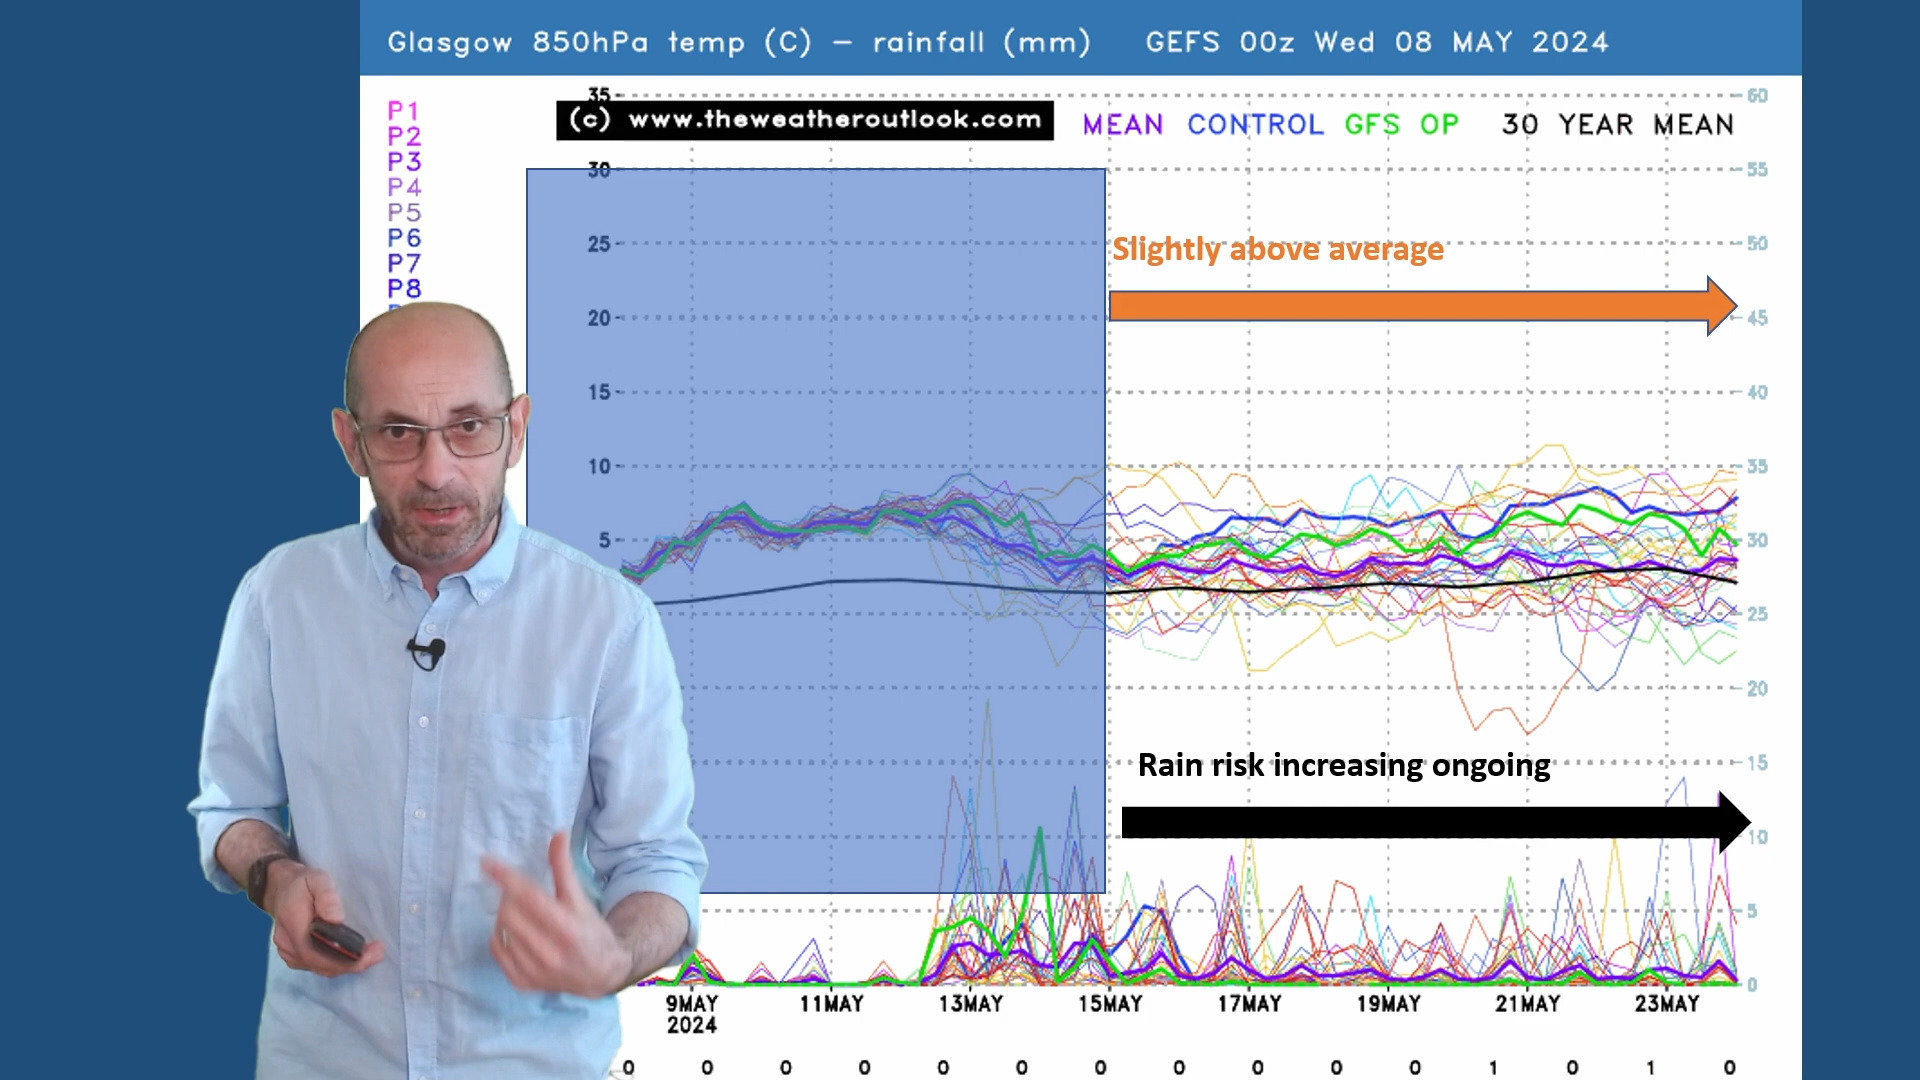 Glasgow 850hPa temp (C) – rainfall (mm) GEFS 00z Wed 08 MAY 2024
(c) www.theweatheroutlook.com
MEAN CONTROL GFS OP 30 YEAR MEAN
P1
P2
P3
P4
P5
P6
P7
P8
35
30
25
20
15
10
5
60
55
50
45
40
35
30
25
20
15
10
5
0
Slightly above average
Rain risk increasing ongoing
9MAY 11MAY 13MAY 15MAY 17MAY 19MAY 21MAY 23MAY
2024
0 0 0 0 0 0 0 0 0 0 0 1 0 1 0